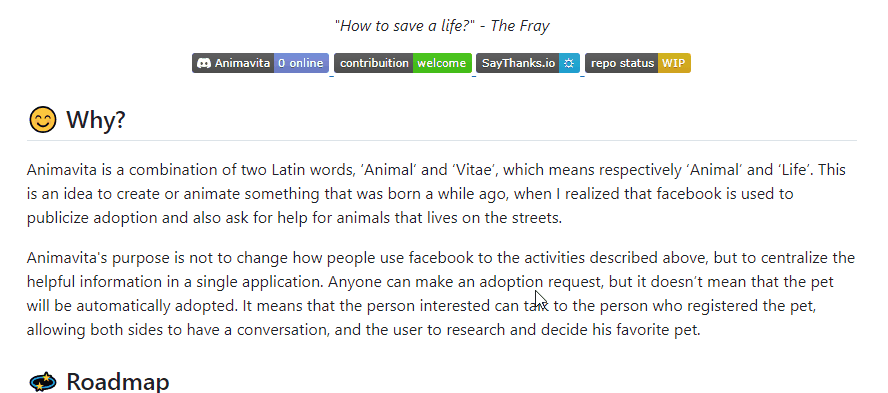 "How to save a life?" - The Fray
Animavita 0 online contribuition welcome SayThanks.io ☼ repo status WIP
Why?
Animavita is a combination of two Latin words, ‘Animal’ and ‘Vitae’, which means respectively ‘Animal’ and ‘Life’. This
is an idea to create or animate something that was born a while ago, when I realized that facebook is used to
publicize adoption and also ask for help for animals that lives on the streets.
Animavita's purpose is not to change how people use facebook to the activities described above, but to centralize the
helpful information in a single application. Anyone can make an adoption request, but it doesn’t mean that the pet
will be automatically adopted. It means that the person interested can talk to the person who registered the pet,
allowing both sides to have a conversation, and the user to research and decide his favorite pet.
Roadmap